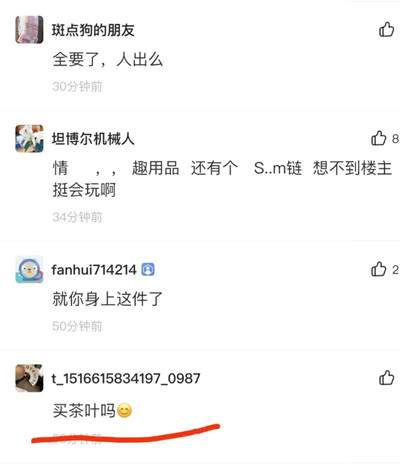 斑点狗的朋友
全要了，人出么
30分钟前
坦博尔机械人
8
情 ，， 趣用品 还有个 S..m链 想不到楼主
挺会玩啊
34分钟前
fanhui714214
2
就你身上这件了
50分钟前
t_1516615834197_0987
买茶叶吗😊